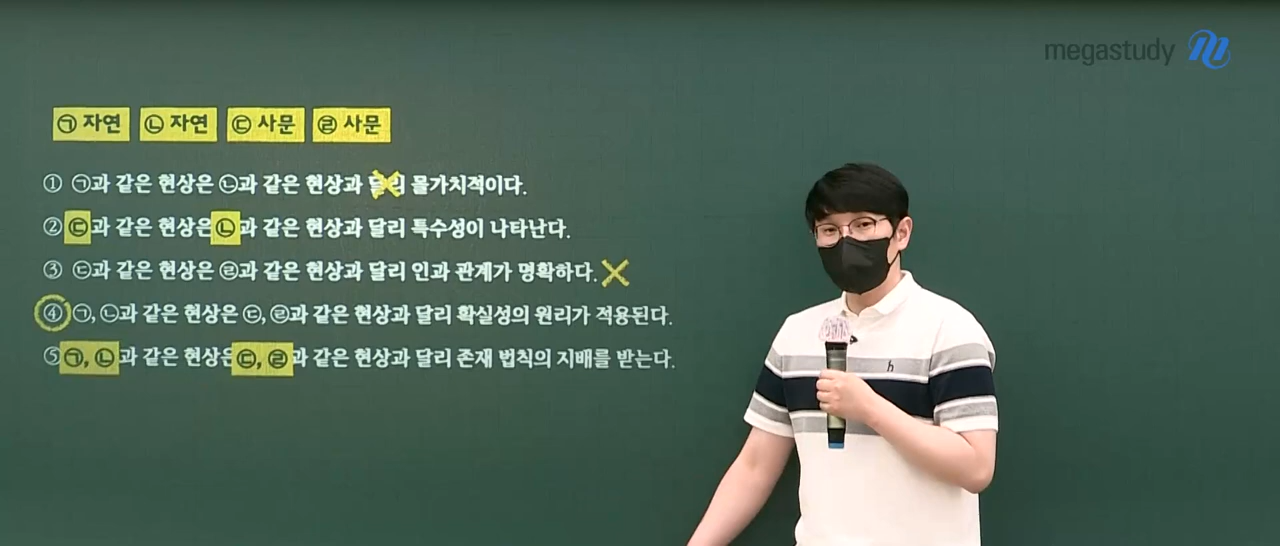 megastudy
㉠ 자연 ㉡ 자연 ㉢ 사문 ㉣ 사문
① ㉠과 같은 현상은 ㉡과 같은 현상과 달리 몰가치적이다.
② ㉢과 같은 현상은 ㉡과 같은 현상과 달리 특수성이 나타난다.
③ ㉢과 같은 현상은 ㉣과 같은 현상과 달리 인과 관계가 명확하다.
④ ㉠, ㉡과 같은 현상은 ㉢, ㉣과 같은 현상과 달리 확실성의 원리가 적용된다.
⑤ ㉠, ㉡과 같은 현상은 ㉢, ㉣과 같은 현상과 달리 존재 법칙의 지배를 받는다.
h